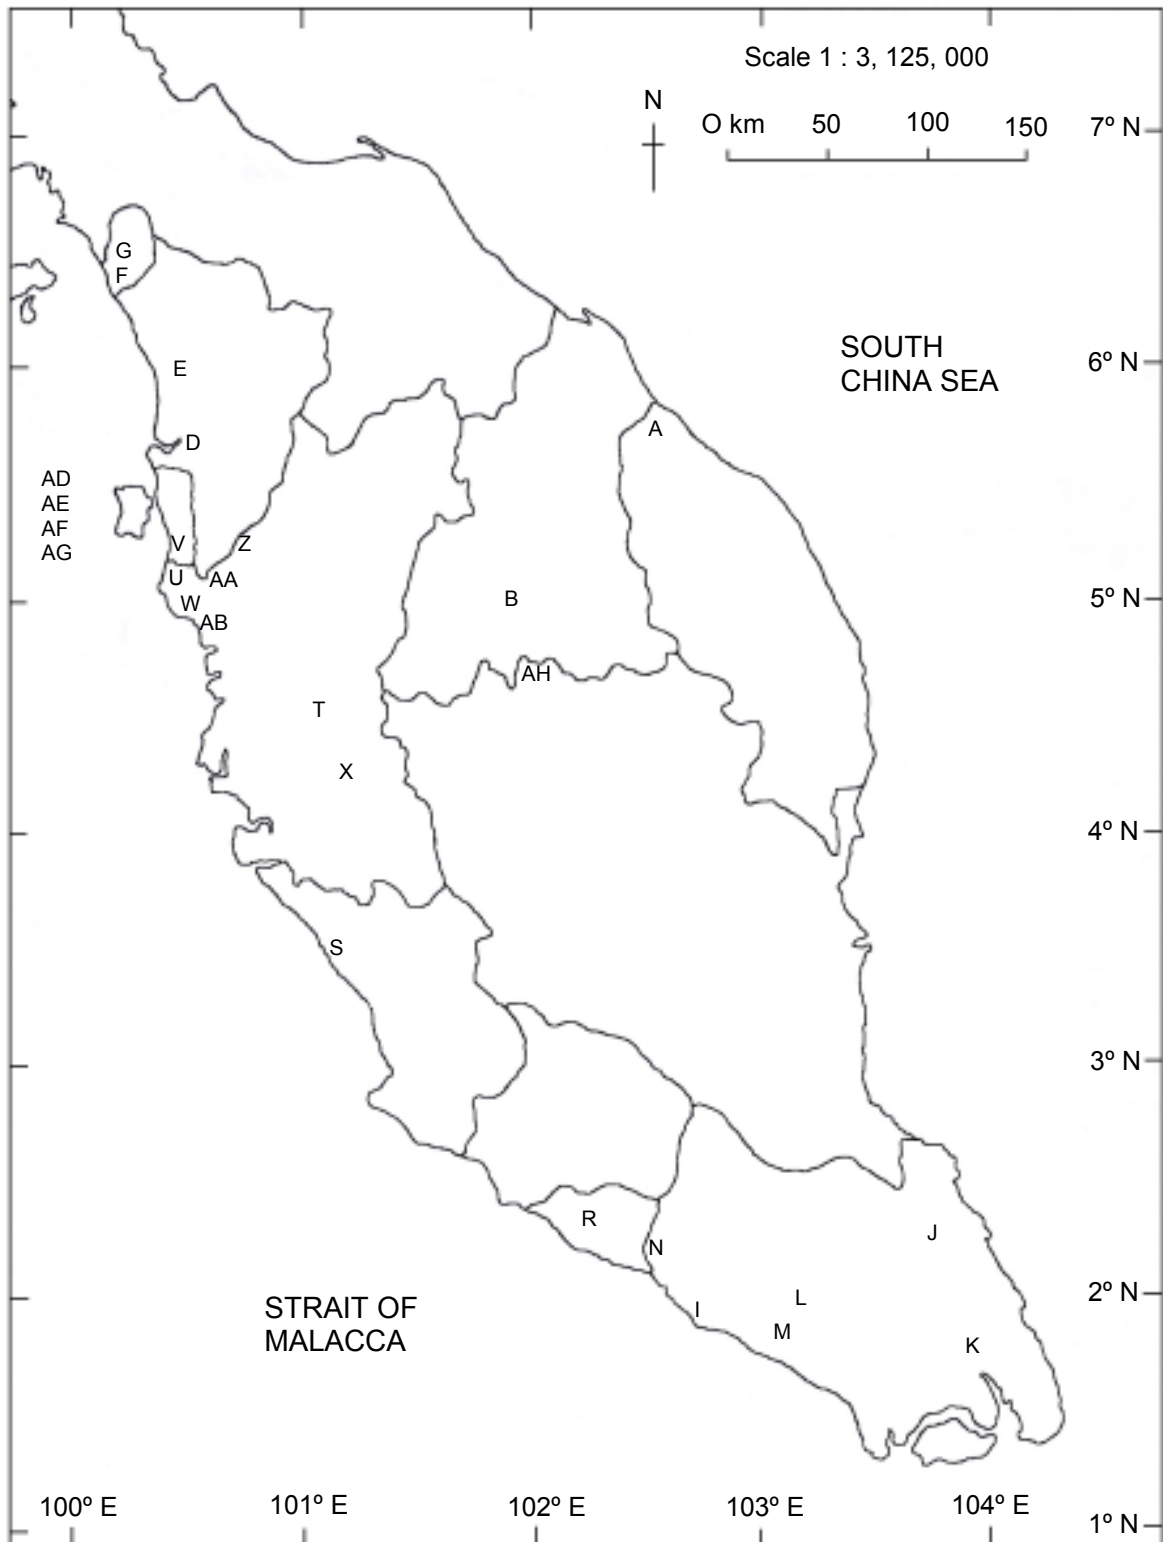 Scale 1 : 3, 125, 000
N
O km 50 100 150
7º N
G
F
SOUTH
CHINA SEA
6º N
E
A
D
AD
AE
AF
AG
V
Z
U
AA
W
AB
B
5º N
AH
T
X
4º N
S
3º N
R
N
J
I
L
M
K
2º N
STRAIT OF
MALACCA
100º E 101º E 102º E 103º E 104º E
1º N